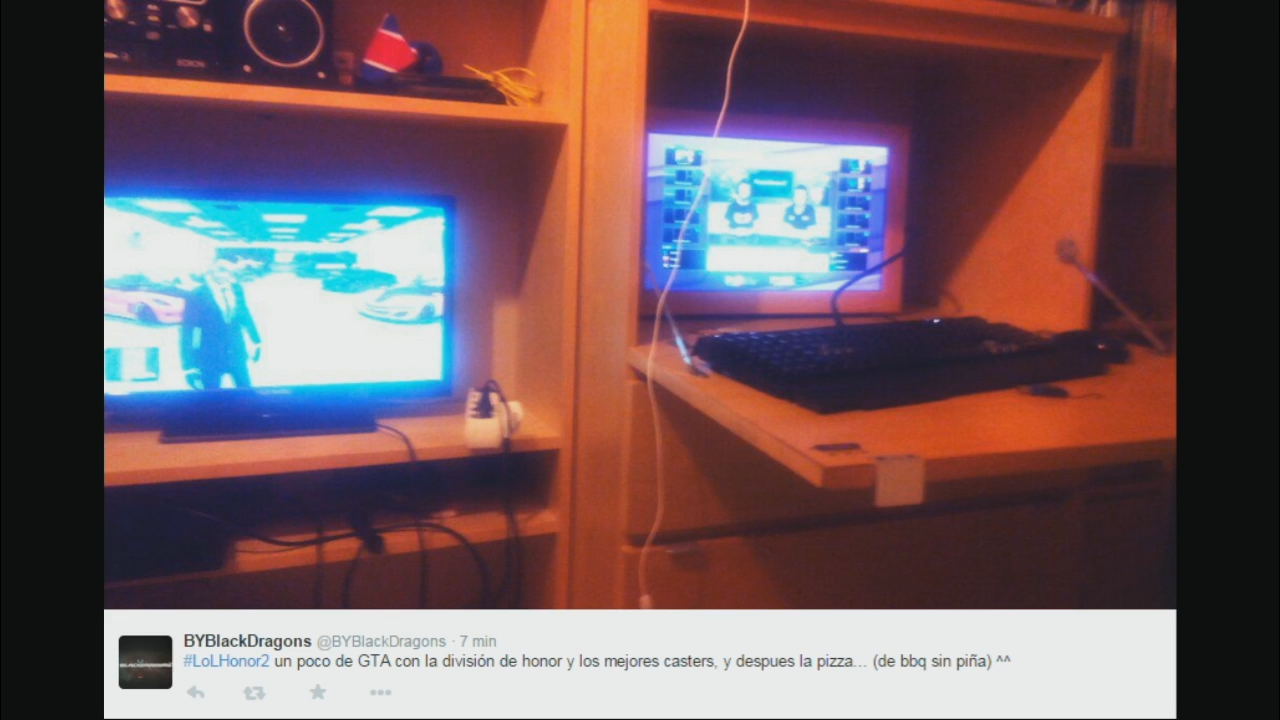 BYBlackDragons @BYBlackDragons · 7 min
#LoLHonor2 un poco de GTA con la división de honor y los mejores casters, y despues la pizza... (de bbq sin piña) ^^